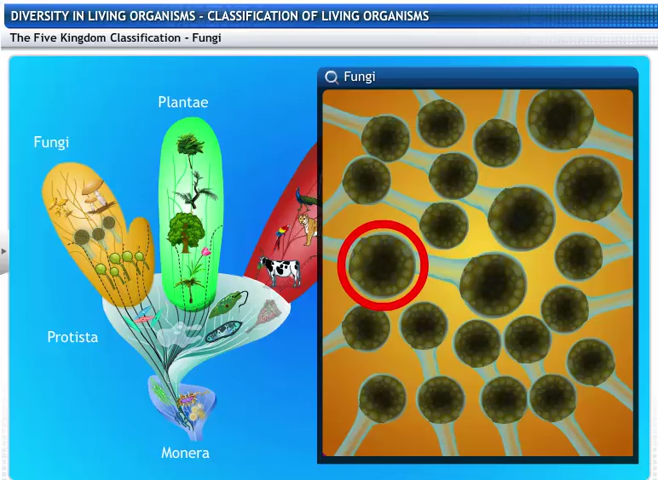 DIVERSITY IN LIVING ORGANISMS - CLASSIFICATION OF LIVING ORGANISMS
The Five Kingdom Classification - Fungi
Fungi
Plantae
Fungi
Protista
Monera